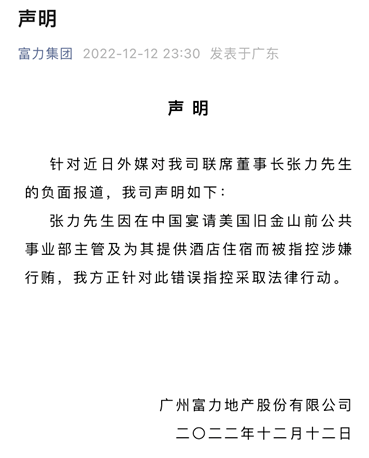 声明
富力集团 2022-12-12 23:30 发表于广东
声 明
针对近日外媒对我司联席董事长张力先生
的负面报道，我司声明如下：
张力先生因在中国宴请美国旧金山前公共
事业部主管及为其提供酒店住宿而被指控涉嫌
行贿，我方正针对此错误指控采取法律行动。
广州富力地产股份有限公司
二〇二二年十二月十二日